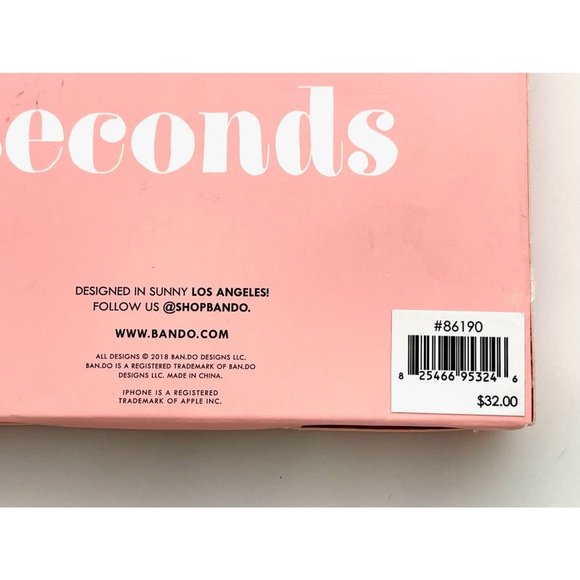 seconds
DESIGNED IN SUNNY LOS ANGELES!
FOLLOW US @SHOPBANDO.
WWW.BANDO.COM
ALL DESIGNS © 2018 BAN.DO DESIGNS LLC.
BAN.DO IS A REGISTERED TRADEMARK OF BAN.DO
DESIGNS LLC. MADE IN CHINA.
IPHONE IS A REGISTERED
TRADEMARK OF APPLE INC.
#86190
8 25466 95324 6
$32.00